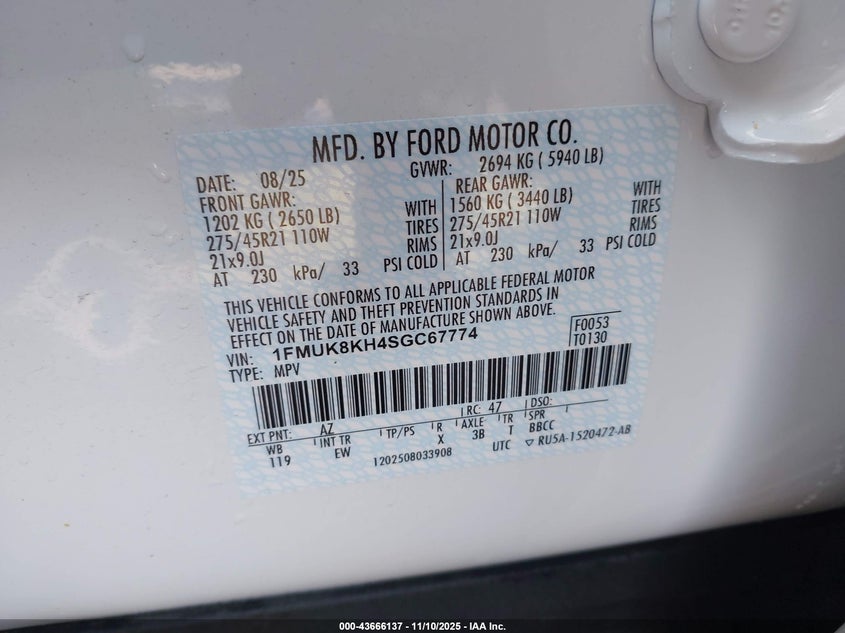 MFD. BY FORD MOTOR CO.
DATE: 08/25
GVWR: 2694 KG ( 5940 LB)
FRONT GAWR:
1202 KG ( 2650 LB) WITH
275/45R21 110W TIRES
21x9.0J RIMS
AT 230 kPa/ 33 PSI COLD
REAR GAWR:
1560 KG ( 3440 LB) WITH
275/45R21 110W TIRES
21x9.0J RIMS
AT 230 kPa/ 33 PSI COLD
THIS VEHICLE CONFORMS TO ALL APPLICABLE FEDERAL MOTOR
VEHICLE SAFETY AND THEFT PREVENTION STANDARDS IN
EFFECT ON THE DATE OF MANUFACTURE SHOWN ABOVE.
VIN: 1FMUK8KH4SGC67774
TYPE: MPV
F0053
T0130
EXT PNT: AZ RC: 47 DSO:
WB INT TR TP/PS R AXLE TR SPR
119 EW X 3B T BBCC
1202508033908 UTC ▽ RU5A-1520472-AB
000-43666137 - 11/10/2025 - IAA Inc.